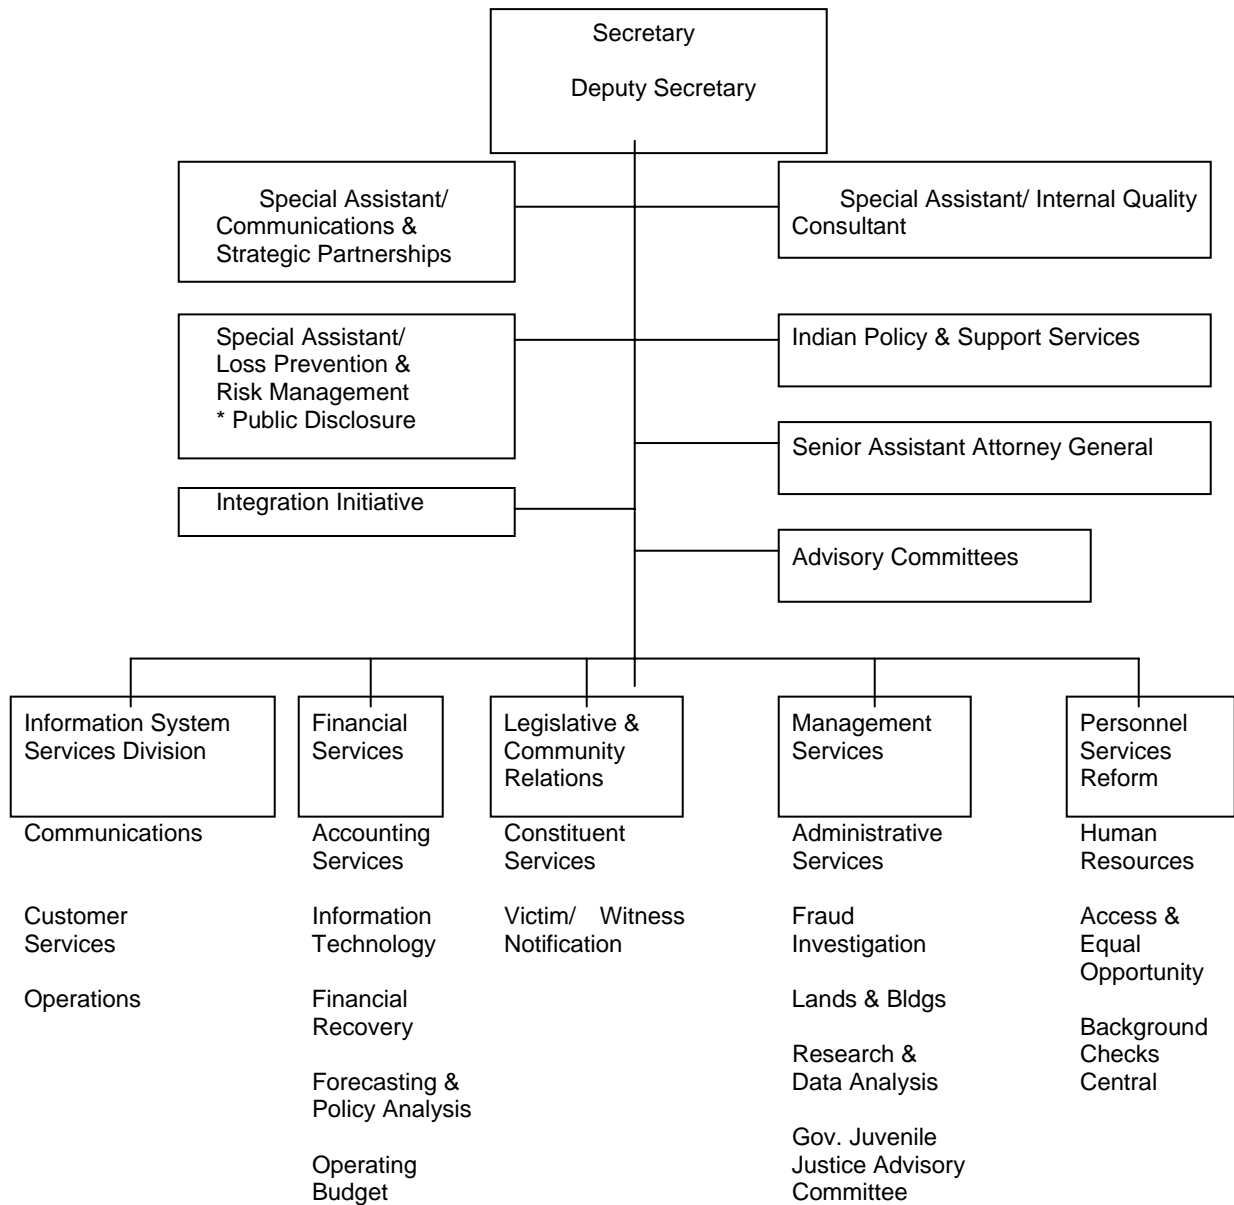 Secretary
Deputy Secretary
Special Assistant/
Communications &
Strategic Partnerships
Special Assistant/ Internal Quality
Consultant
Special Assistant/
Loss Prevention &
Risk Management
* Public Disclosure
Indian Policy & Support Services
Senior Assistant Attorney General
Integration Initiative
Advisory Committees
Information System
Services Division
Communications
Customer
Services
Operations
Financial
Services
Accounting
Services
Information
Technology
Financial
Recovery
Forecasting &
Policy Analysis
Operating
Budget
Legislative &
Community
Relations
Constituent
Services
Victim/ Witness
Notification
Management
Services
Administrative
Services
Fraud
Investigation
Lands & Bldgs
Research &
Data Analysis
Gov. Juvenile
Justice Advisory
Committee
Personnel
Services
Reform
Human
Resources
Access &
Equal
Opportunity
Background
Checks
Central